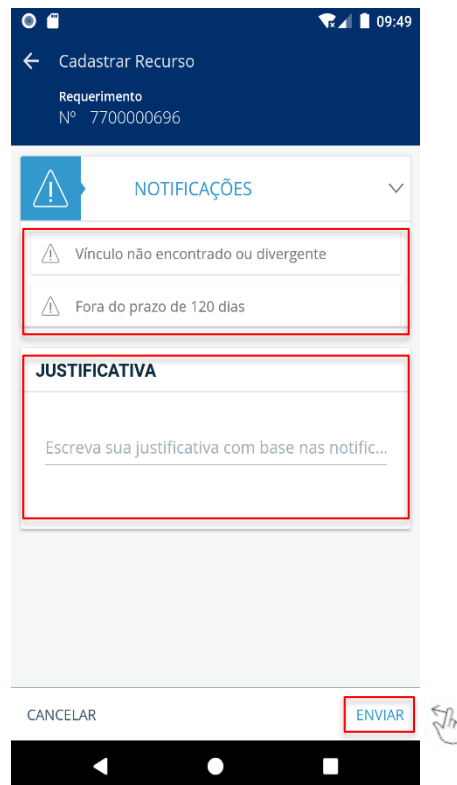 09:49
Cadastrar Recurso
Requerimento
Nº 7700000696
NOTIFICAÇÕES
Vínculo não encontrado ou divergente
Fora do prazo de 120 dias
JUSTIFICATIVA
Escreva sua justificativa com base nas notific...
CANCELAR
ENVIAR